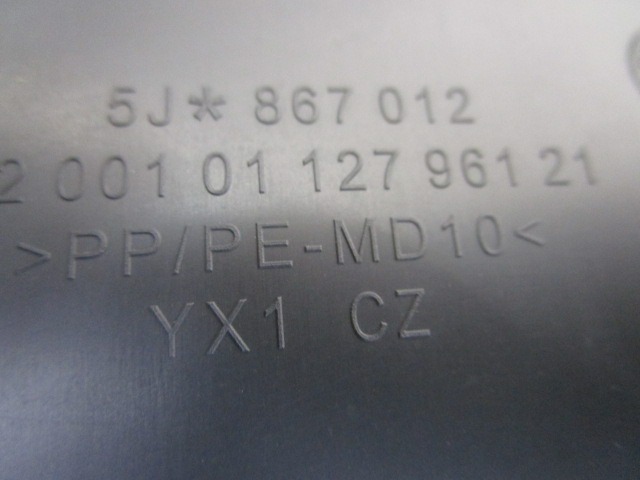 5J* 867 012
2 001 01 127 961 21
>PP/PE-MD10<
YX1 CZ